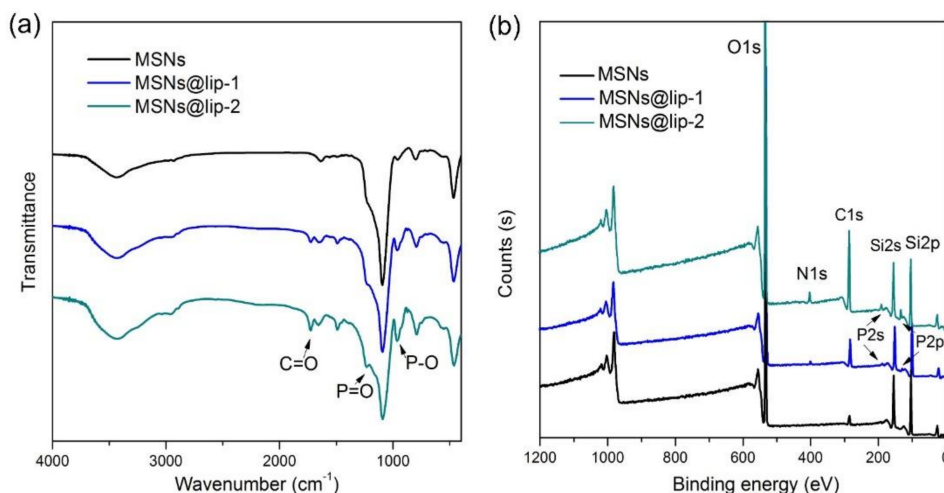 (a)
MSNs
MSNs@lip-1
MSNs@lip-2
Transmittance
C=O
P=O
P-O
4000 3000 2000 1000
Wavenumber (cm⁻¹)
(b)
O1s
MSNs
MSNs@lip-1
MSNs@lip-2
Counts (s)
C1s
Si2s Si2p
N1s
P2s P2p
1200 1000 800 600 400 200 0
Binding energy (eV)